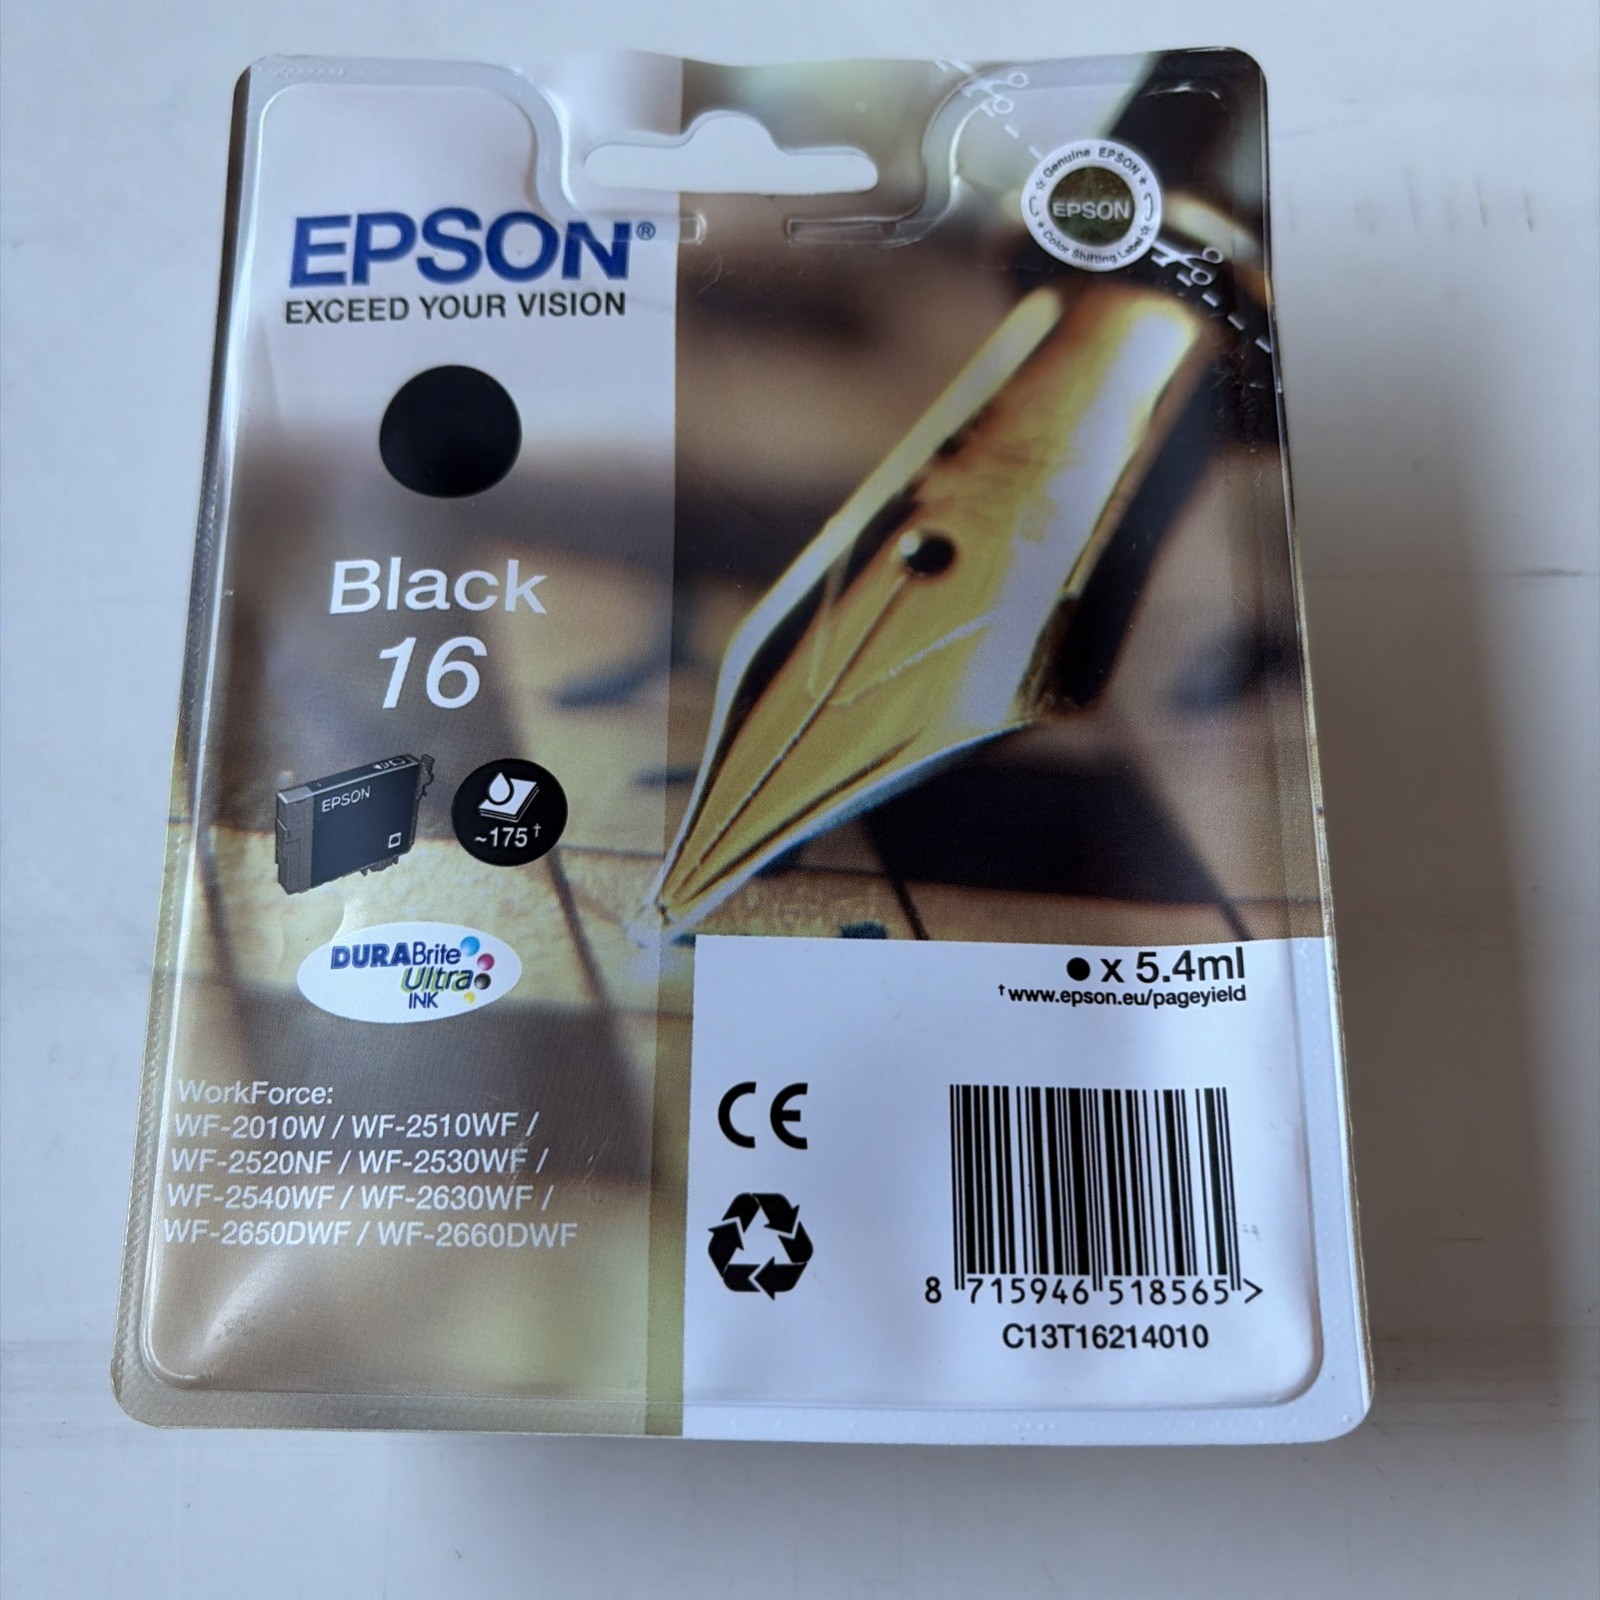 EPSON®
EXCEED YOUR VISION
Genuine EPSON
EPSON
Color Shifting Label
Black
16
EPSON
~175†
DURABrite
Ultra
INK
● x 5.4ml
†www.epson.eu/pageyield
WorkForce:
WF-2010W / WF-2510WF /
WF-2520NF / WF-2530WF /
WF-2540WF / WF-2630WF /
WF-2650DWF / WF-2660DWF
CE
8 715946 518565 >
C13T16214010